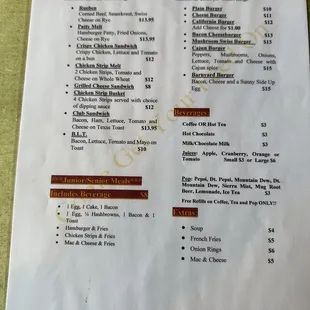 Reuben
Corned Beef, Sauerkraut, Swiss
Cheese on Rye $13.95
Patty Melt
Hamburger Patty, Fried Onions,
Cheese on Rye $13.95
Crispy Chicken Sandwich
Crispy Chicken, Lettuce and Tomato
on a bun $12
Chicken Strip Melt
2 Chicken Strips, Tomato and
Cheese on Whole Wheat $12
Grilled Cheese Sandwich $8
Chicken Strip Basket
4 Chicken Strips served with choice
of dipping sauce $12
Club Sandwich
Bacon, Ham, Lettuce, Tomato and
Cheese on Texas Toast $13.95
B.L.T.
Bacon, Lettuce, Tomato and Mayo on
Toast $10
***Junior/Senior Meals***
Includes Beverage $8
1 Egg, 1 Cake, 1 Bacon
1 Egg, ½ Hashbrowns, 1 Bacon & 1
Toast
Hamburger & Fries
Chicken Strips & Fries
Mac & Cheese & Fries
Plain Burger $10
Cheese Burger $11
California Burger $12
Add Cheese for $1.00
Bacon Cheeseburger $13
Mushroom Swiss Burger $13
Cajun Burger
Peppers, Mushrooms, Onions,
Lettuce, Tomato and Cheese with
Cajun spice $15
Barnyard Burger
Bacon, Cheese and a Sunny Side Up
Egg $15
Beverages:
Coffee OR Hot Tea $3
Hot Chocolate $3
Milk/Chocolate Milk $3
Juices: Apple, Cranberry, Orange or
Tomato Small $3 or Large $6
Pop: Pepsi, Dt. Pepsi, Mountain Dew, Dt.
Mountain Dew, Sierra Mist, Mug Root
Beer, Lemonade, Ice Tea $3
Free Refills on Coffee, Tea and Pop ONLY!!
Extras:
Soup $4
French Fries $5
Onion Rings $6
Mac & Cheese $5